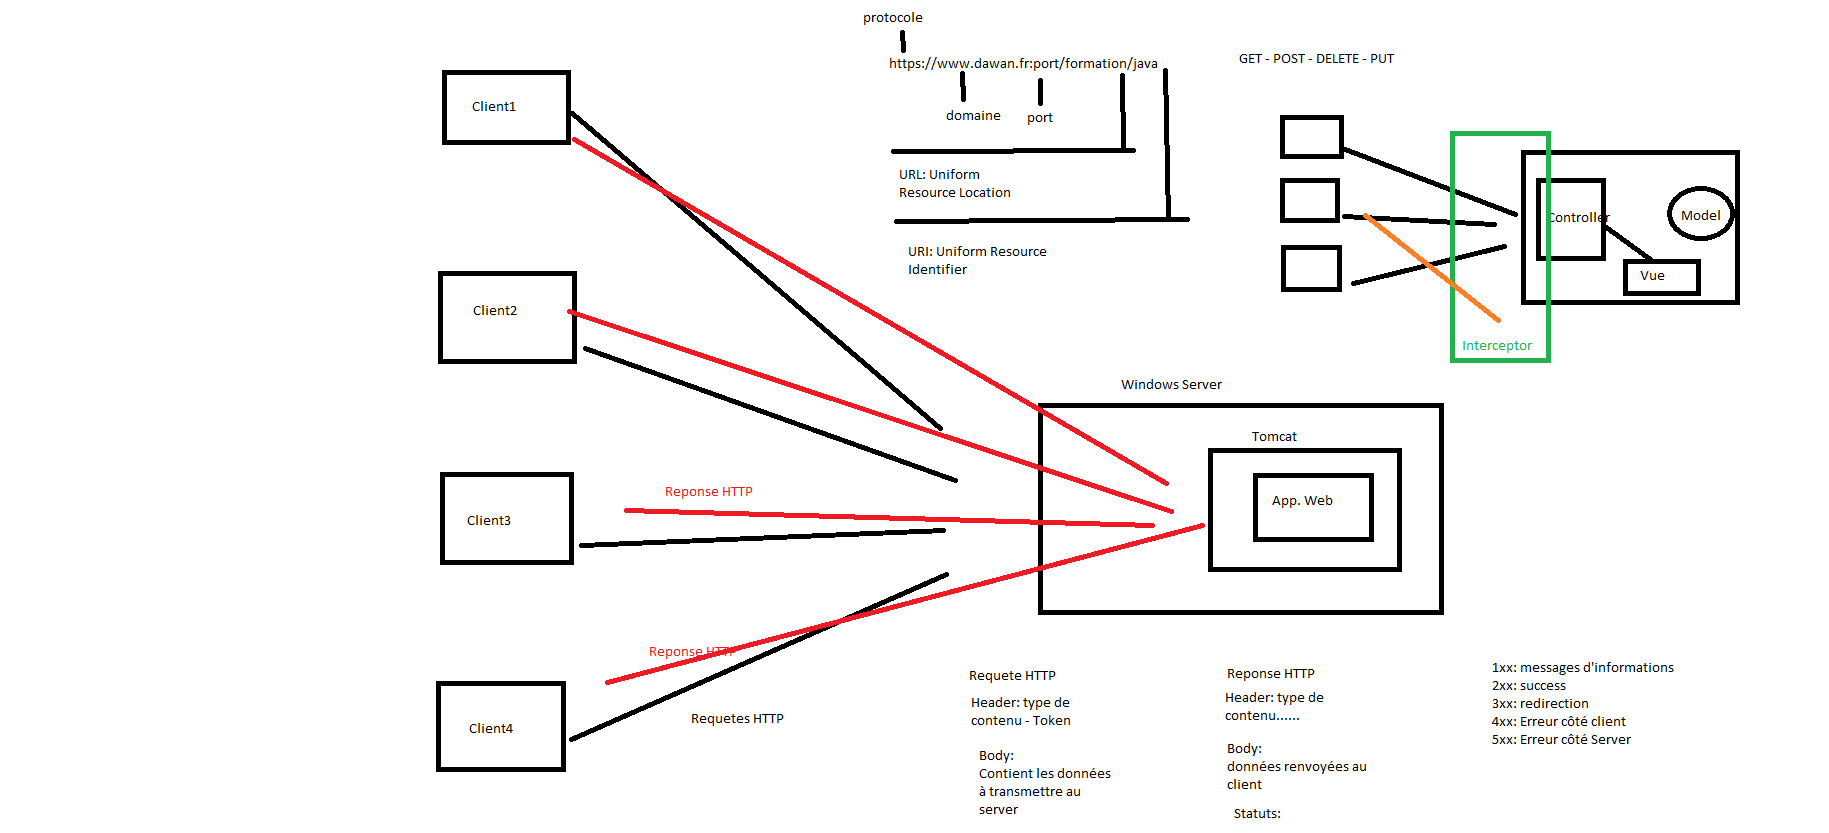 protocole
https://www.dawan.fr:port/formation/java
domaine
port
URL: Uniform
Resource Location
URI: Uniform Resource
Identifier
GET - POST - DELETE - PUT
Controller
Model
Vue
Interceptor
Client1
Client2
Client3
Client4
Reponse HTTP
Reponse HTTP
Requetes HTTP
Windows Server
Tomcat
App. Web
Requete HTTP
Header: type de
contenu - Token
Body:
Contient les données
à transmettre au
server
Reponse HTTP
Header: type de
contenu......
Body:
données renvoyées au
client
Statuts:
1xx: messages d'informations
2xx: success
3xx: redirection
4xx: Erreur côté client
5xx: Erreur côté Server